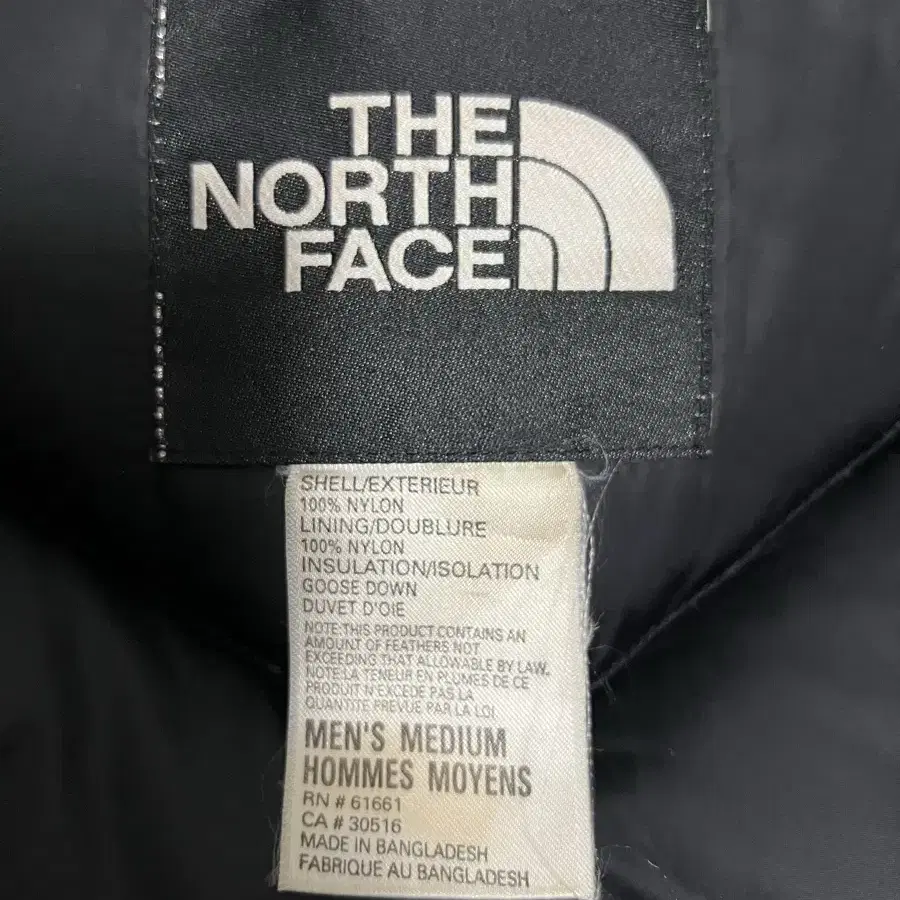 THE
NORTH
FACE
SHELL/EXTERIEUR
100% NYLON
LINING/DOUBLURE
100% NYLON
INSULATION/ISOLATION
GOOSE DOWN
DUVET D'OIE
NOTE:THIS PRODUCT CONTAINS AN
AMOUNT OF FEATHERS NOT
EXCEEDING THAT ALLOWABLE BY LAW.
NOTE:LA TENEUR EN PLUMES DE CE
PRODUIT N'EXCEDE PAS LA
QUANTITE PREVUE PAR LA LOI
MEN'S MEDIUM
HOMMES MOYENS
RN # 61661
CA # 30516
MADE IN BANGLADESH
FABRIQUE AU BANGLADESH